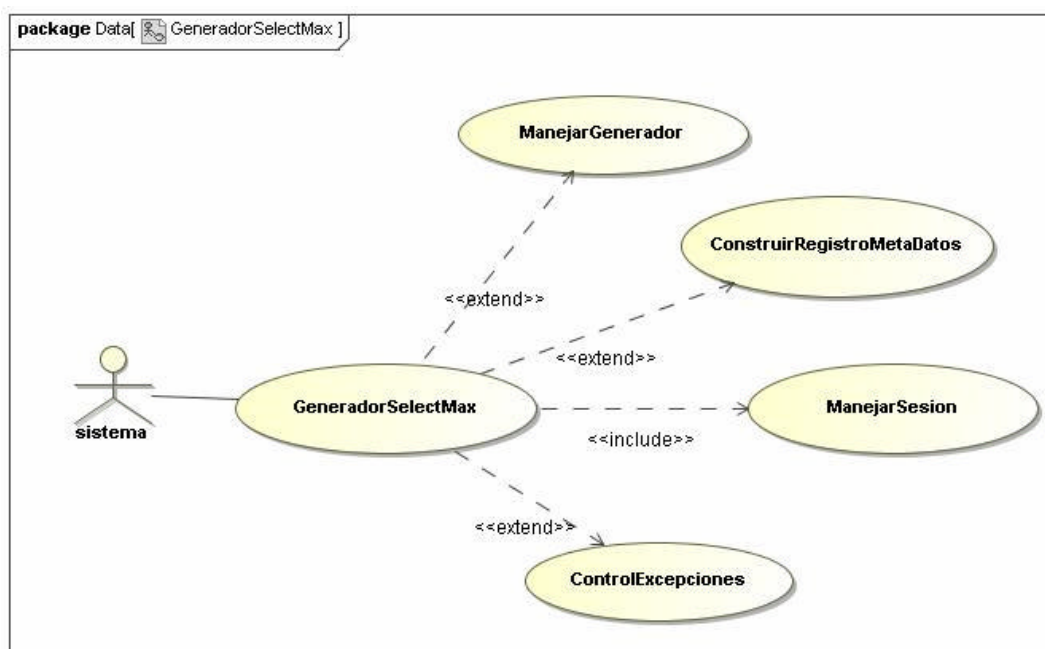 package Data[ GeneradorSelectMax ]
ManejarGenerador
ConstruirRegistroMetaDatos
<<extend>>
<<extend>>
GeneradorSelectMax
ManejarSesion
sistema
<<include>>
<<extend>>
ControlExcepciones